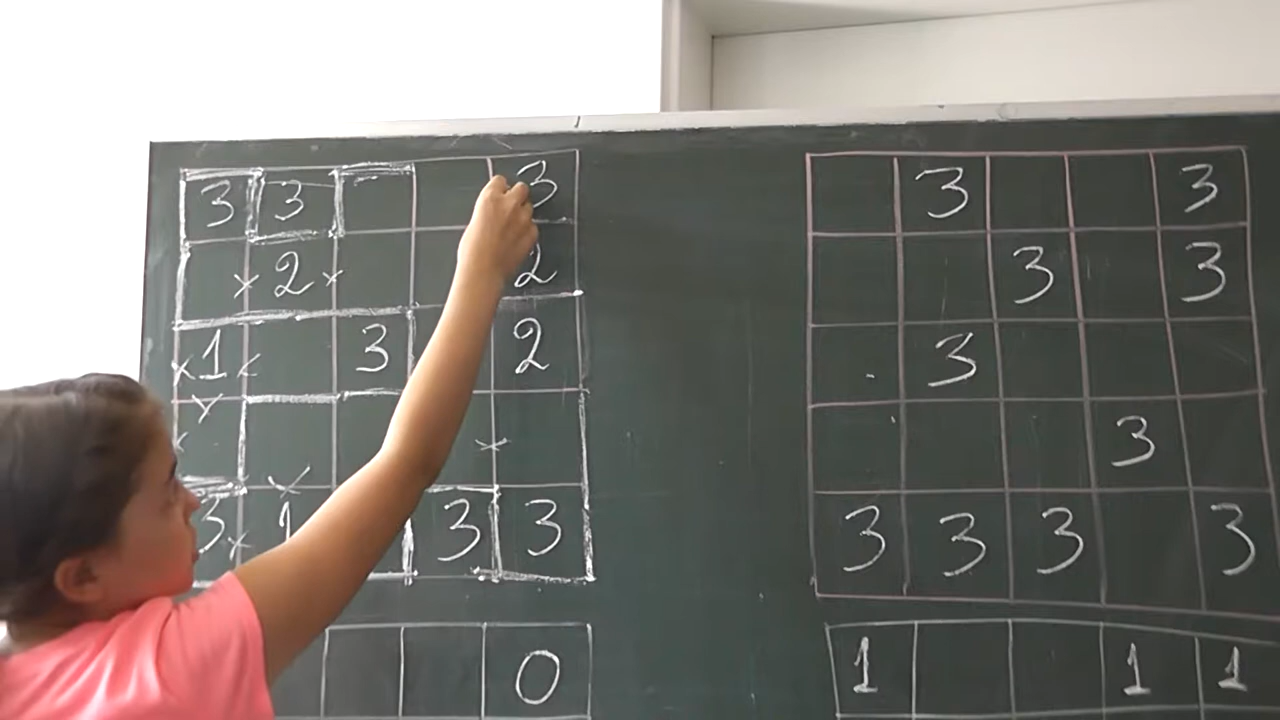 3 3 3
2 2
1 3 2
3 1 3 3
0
3 3
3 3
3
3
3 3 3 3
1 1 1